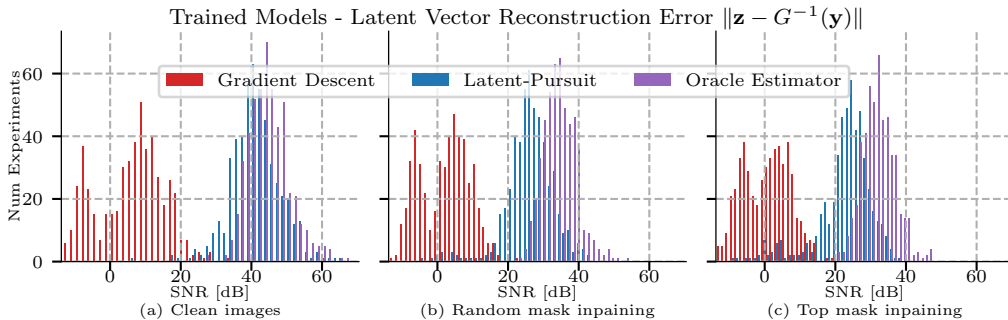 Trained Models - Latent Vector Reconstruction Error ‖z − G⁻¹(y)‖
Gradient Descent Latent-Pursuit Oracle Estimator
Num Experiments
60
40
20
0
0 20 40 60 0 20 40 60 0 20 40 60
SNR [dB] SNR [dB] SNR [dB]
(a) Clean images (b) Random mask inpaining (c) Top mask inpaining